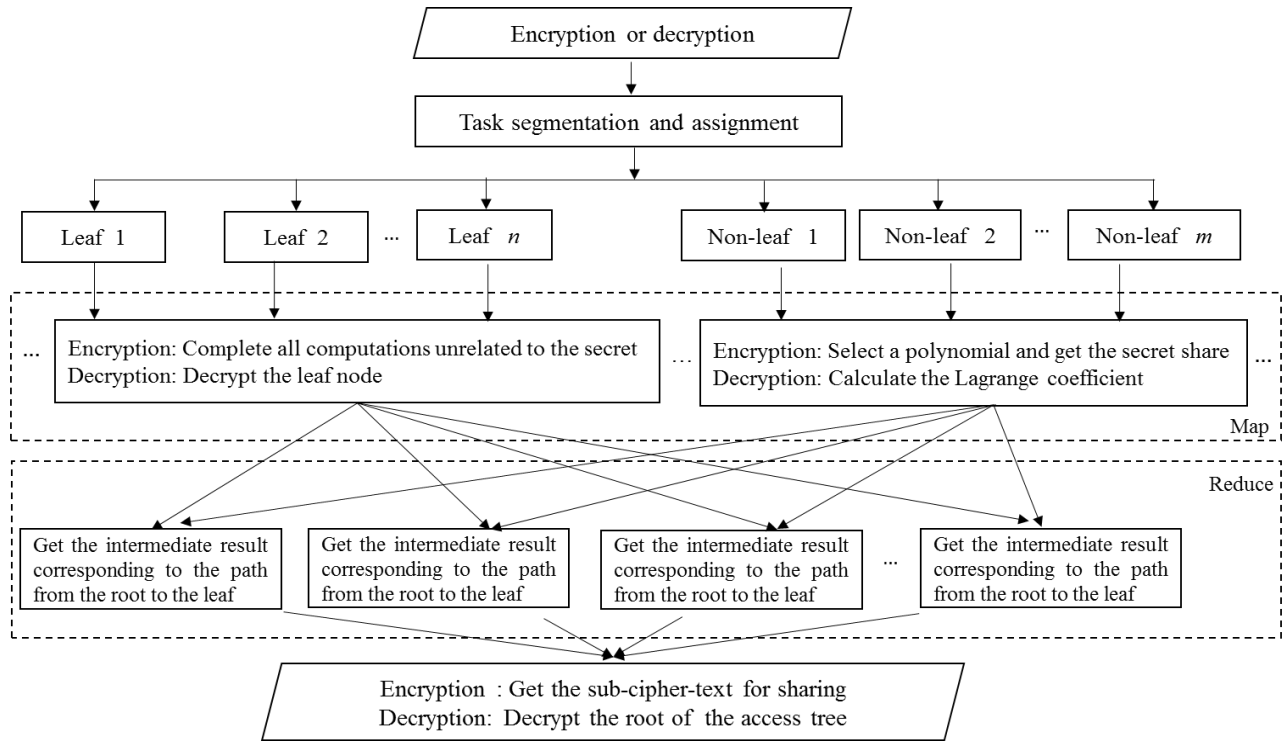 Encryption or decryption
Task segmentation and assignment
Leaf 1
Leaf 2
...
Leaf n
Non-leaf 1
Non-leaf 2
...
Non-leaf m
...
Encryption: Complete all computations unrelated to the secret
Decryption: Decrypt the leaf node
...
Encryption: Select a polynomial and get the secret share
Decryption: Calculate the Lagrange coefficient
...
Map
Reduce
Get the intermediate result
corresponding to the path
from the root to the leaf
Get the intermediate result
corresponding to the path
from the root to the leaf
Get the intermediate result
corresponding to the path
from the root to the leaf
...
Get the intermediate result
corresponding to the path
from the root to the leaf
Encryption : Get the sub-cipher-text for sharing
Decryption: Decrypt the root of the access tree